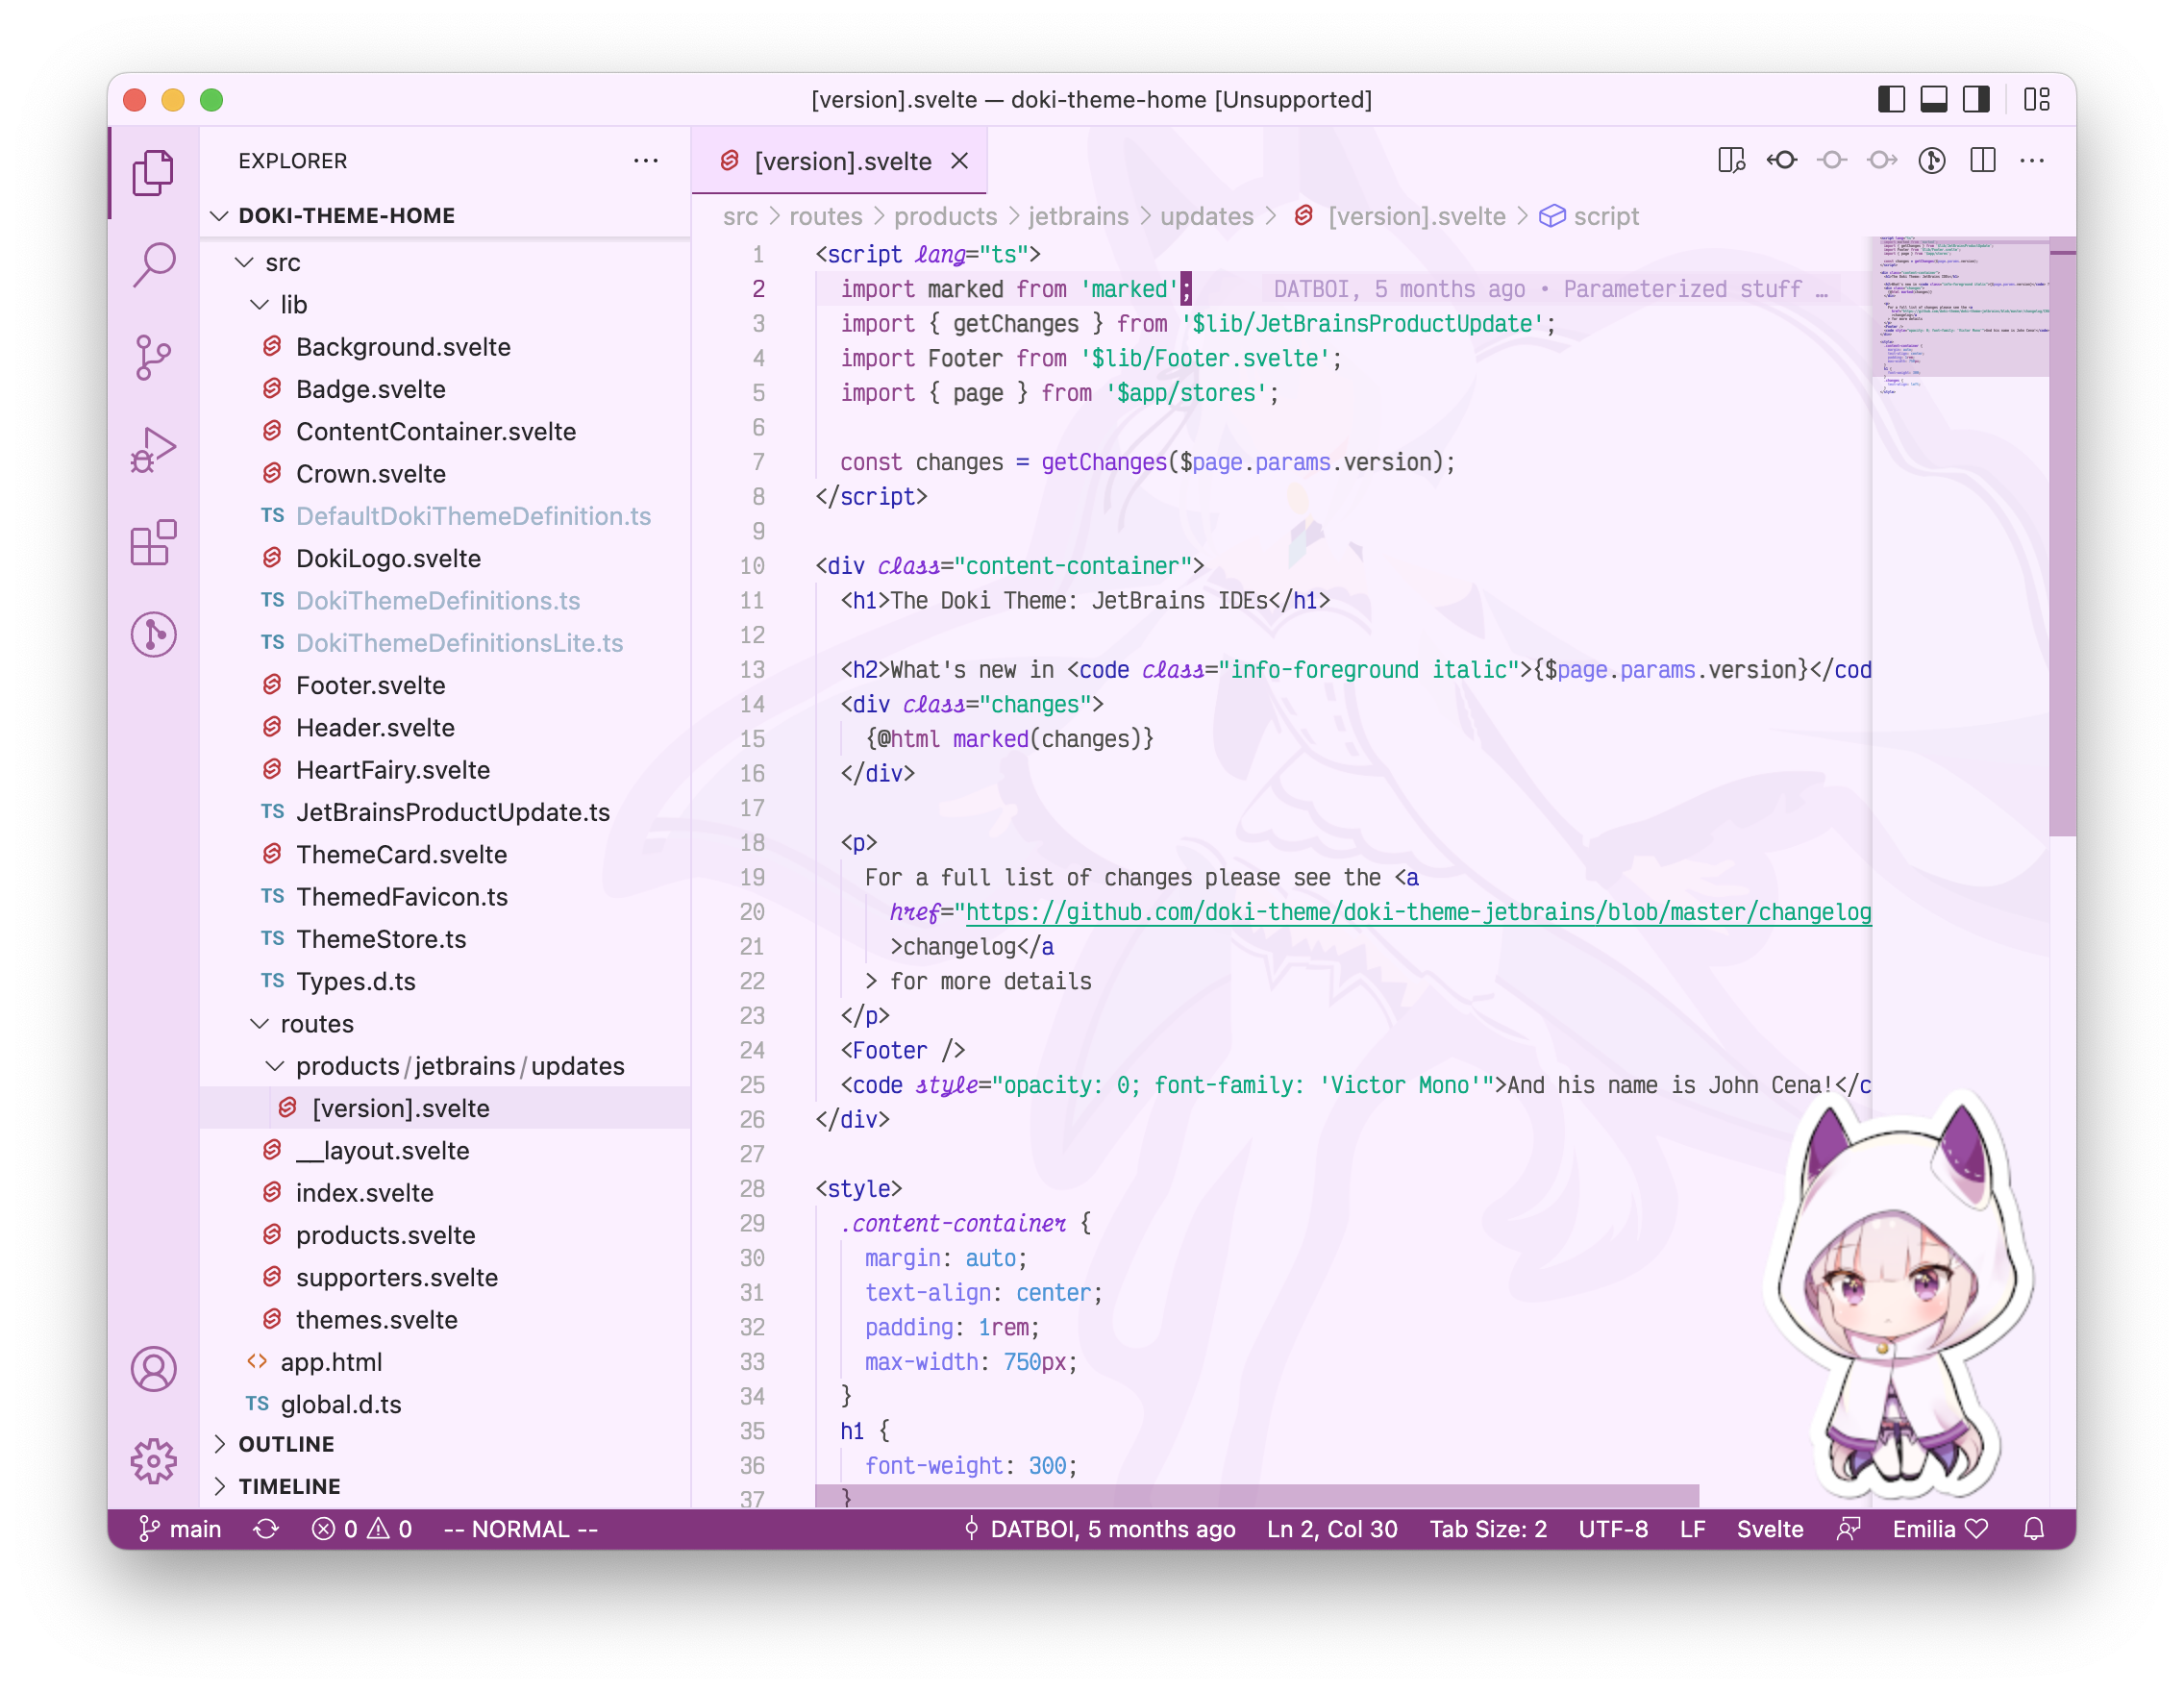 [version].svelte — doki-theme-home [Unsupported]
EXPLORER
DOKI-THEME-HOME
src
lib
Background.svelte
Badge.svelte
ContentContainer.svelte
Crown.svelte
TS DefaultDokiThemeDefinition.ts
DokiLogo.svelte
TS DokiThemeDefinitions.ts
TS DokiThemeDefinitionsLite.ts
Footer.svelte
Header.svelte
HeartFairy.svelte
TS JetBrainsProductUpdate.ts
ThemeCard.svelte
TS ThemedFavicon.ts
TS ThemeStore.ts
TS Types.d.ts
routes
products/jetbrains/updates
[version].svelte
__layout.svelte
index.svelte
products.svelte
supporters.svelte
themes.svelte
<> app.html
TS global.d.ts
OUTLINE
TIMELINE
[version].svelte
src > routes > products > jetbrains > updates > [version].svelte > script
1 <script lang="ts">
2 import marked from 'marked'; DATBOI, 5 months ago • Parameterized stuff …
3 import { getChanges } from '$lib/JetBrainsProductUpdate';
4 import Footer from '$lib/Footer.svelte';
5 import { page } from '$app/stores';
6
7 const changes = getChanges($page.params.version);
8 </script>
9
10 <div class="content-container">
11 <h1>The Doki Theme: JetBrains IDEs</h1>
12
13 <h2>What's new in <code class="info-foreground italic">{$page.params.version}</cod
14 <div class="changes">
15 {@html marked(changes)}
16 </div>
17
18 <p>
19 For a full list of changes please see the <a
20 href="https://github.com/doki-theme/doki-theme-jetbrains/blob/master/changelog
21 >changelog</a
22 > for more details
23 </p>
24 <Footer />
25 <code style="opacity: 0; font-family: 'Victor Mono'">And his name is John Cena!</c
26 </div>
27
28 <style>
29 .content-container {
30 margin: auto;
31 text-align: center;
32 padding: 1rem;
33 max-width: 750px;
34 }
35 h1 {
36 font-weight: 300;
37 }
main 0 0 -- NORMAL -- DATBOI, 5 months ago Ln 2, Col 30 Tab Size: 2 UTF-8 LF Svelte Emilia ♡